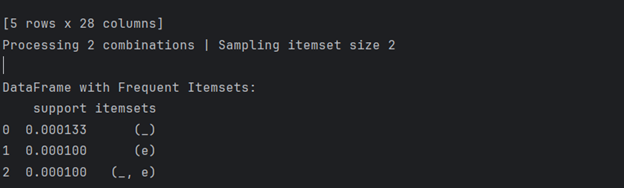 [5 rows x 28 columns]
Processing 2 combinations | Sampling itemset size 2
DataFrame with Frequent Itemsets:
support itemsets
0 0.000133 (_)
1 0.000100 (e)
2 0.000100 (_, e)